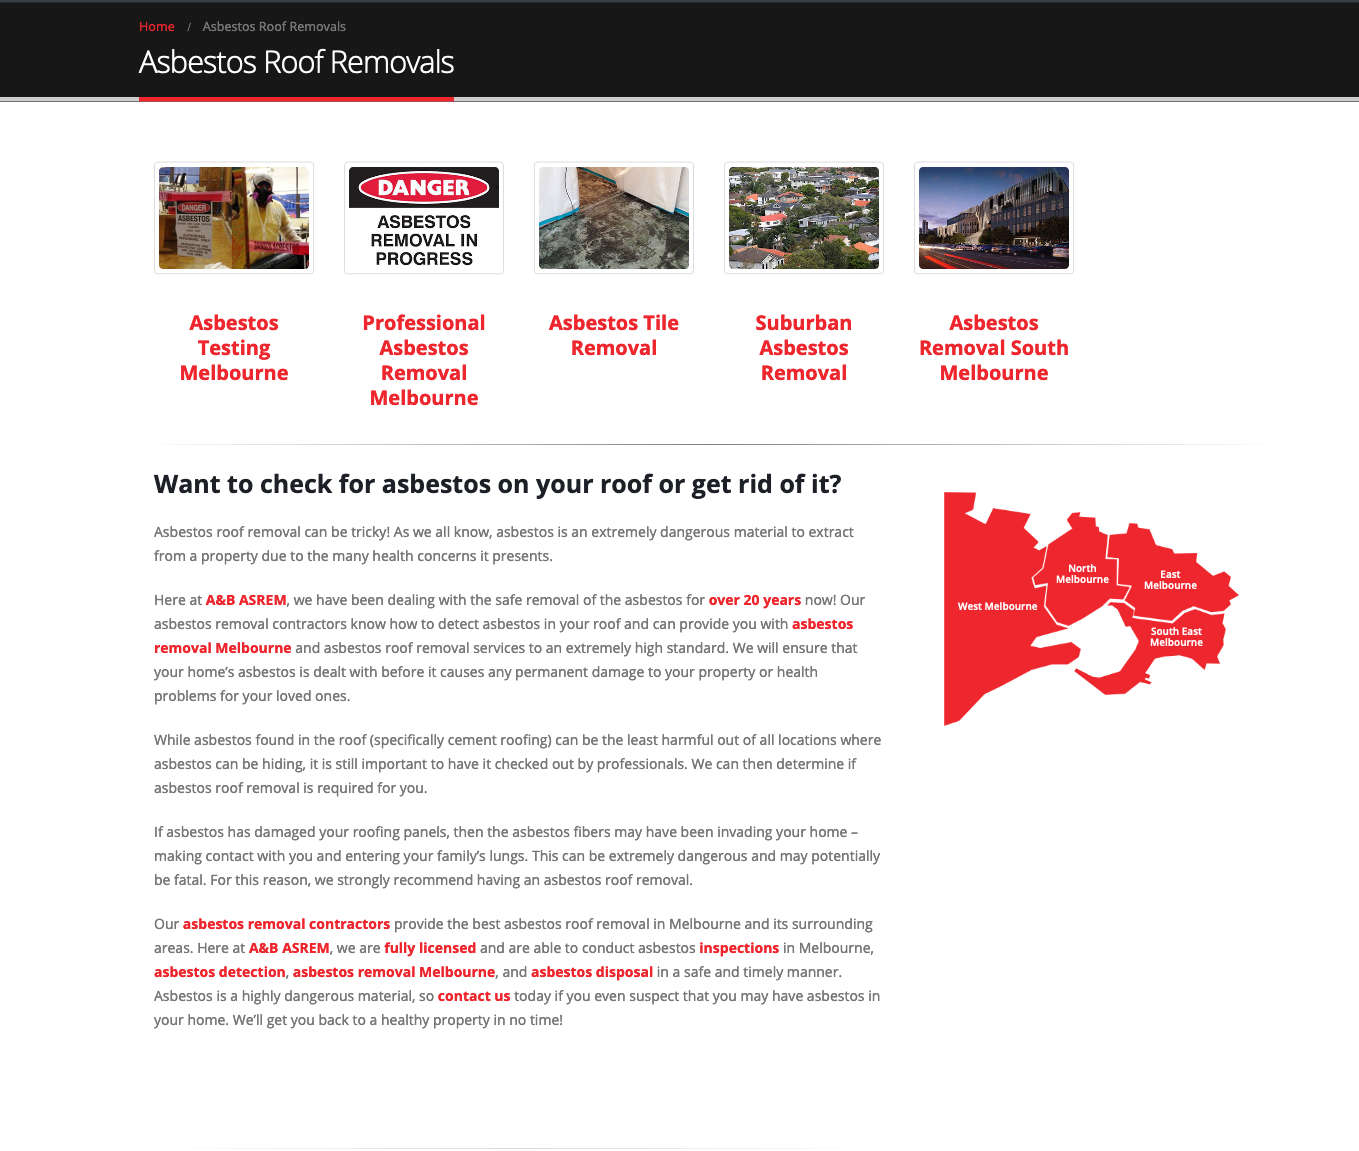 Home / Asbestos Roof Removals
Asbestos Roof Removals
DANGER
ASBESTOS
DANGER
ASBESTOS
REMOVAL IN
PROGRESS
Asbestos
Testing
Melbourne
Professional
Asbestos
Removal
Melbourne
Asbestos Tile
Removal
Suburban
Asbestos
Removal
Asbestos
Removal South
Melbourne
Want to check for asbestos on your roof or get rid of it?
Asbestos roof removal can be tricky! As we all know, asbestos is an extremely dangerous material to extract
from a property due to the many health concerns it presents.
Here at A&B ASREM, we have been dealing with the safe removal of the asbestos for over 20 years now! Our
asbestos removal contractors know how to detect asbestos in your roof and can provide you with asbestos
removal Melbourne and asbestos roof removal services to an extremely high standard. We will ensure that
your home’s asbestos is dealt with before it causes any permanent damage to your property or health
problems for your loved ones.
While asbestos found in the roof (specifically cement roofing) can be the least harmful out of all locations where
asbestos can be hiding, it is still important to have it checked out by professionals. We can then determine if
asbestos roof removal is required for you.
If asbestos has damaged your roofing panels, then the asbestos fibers may have been invading your home –
making contact with you and entering your family’s lungs. This can be extremely dangerous and may potentially
be fatal. For this reason, we strongly recommend having an asbestos roof removal.
Our asbestos removal contractors provide the best asbestos roof removal in Melbourne and its surrounding
areas. Here at A&B ASREM, we are fully licensed and are able to conduct asbestos inspections in Melbourne,
asbestos detection, asbestos removal Melbourne, and asbestos disposal in a safe and timely manner.
Asbestos is a highly dangerous material, so contact us today if you even suspect that you may have asbestos in
your home. We’ll get you back to a healthy property in no time!
North
Melbourne
East
Melbourne
West Melbourne
South East
Melbourne